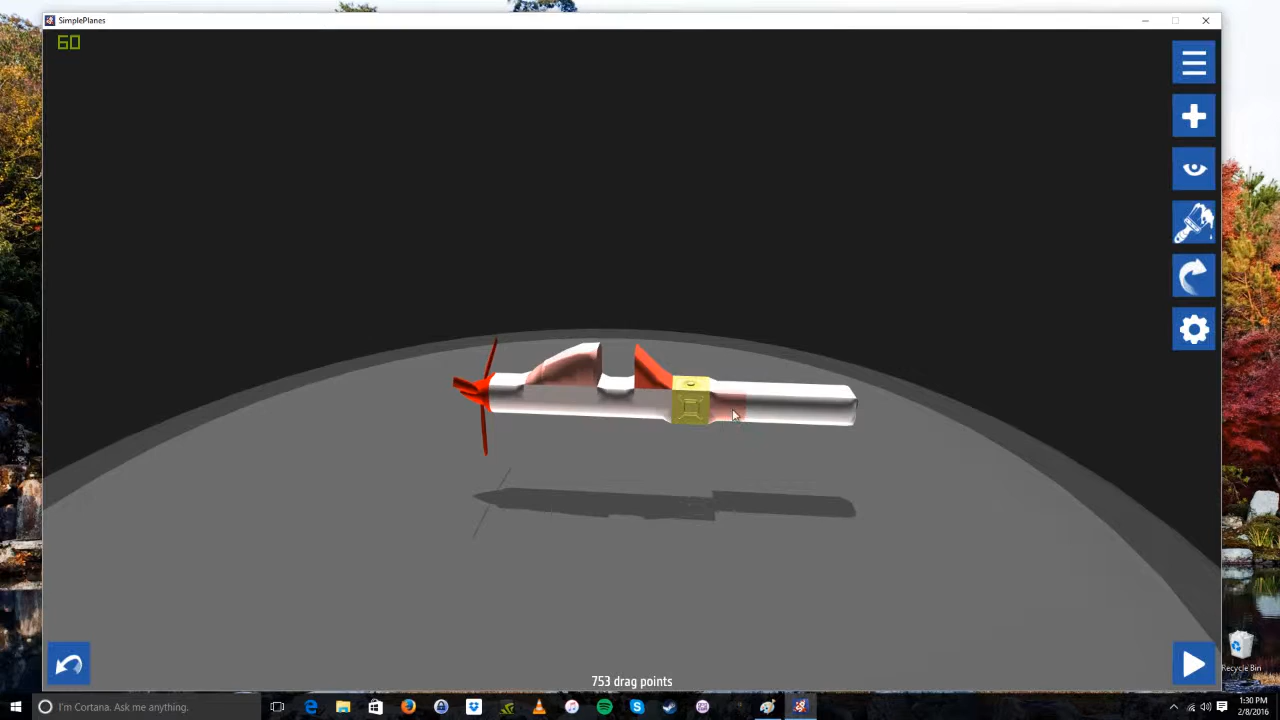 SimplePlanes
60
753 drag points
Recycle Bin
I'm Cortana. Ask me anything.
1:30 PM
2/8/2016